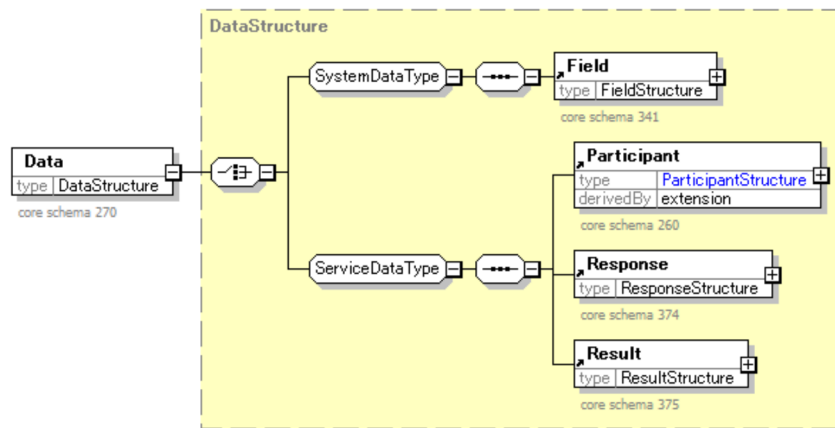 DataStructure
SystemDataType
Field
type FieldStructure
core schema 341
Data
type DataStructure
core schema 270
Participant
type ParticipantStructure
derivedBy extension
core schema 260
ServiceDataType
Response
type ResponseStructure
core schema 374
Result
type ResultStructure
core schema 375